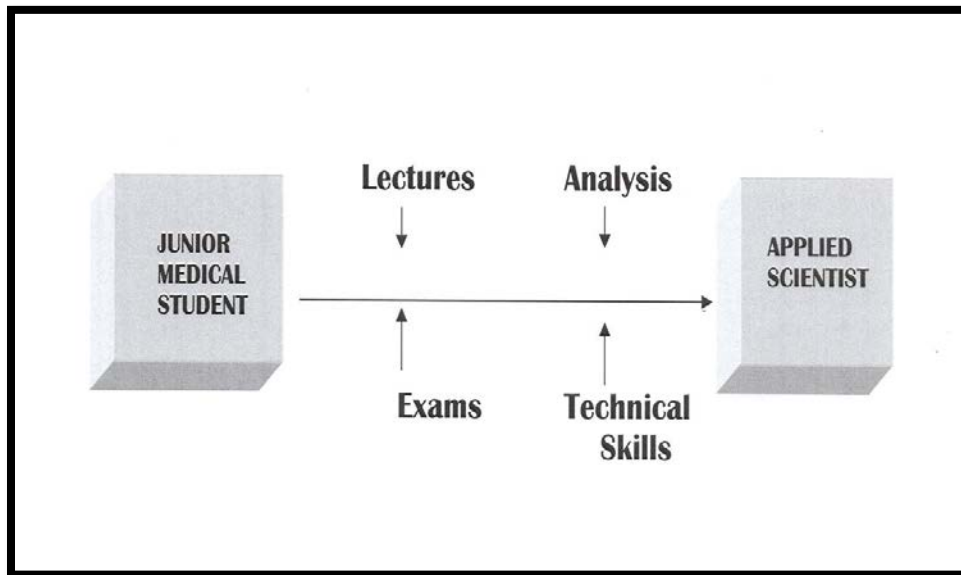 JUNIOR
MEDICAL
STUDENT
Lectures
Analysis
Exams
Technical
Skills
APPLIED
SCIENTIST